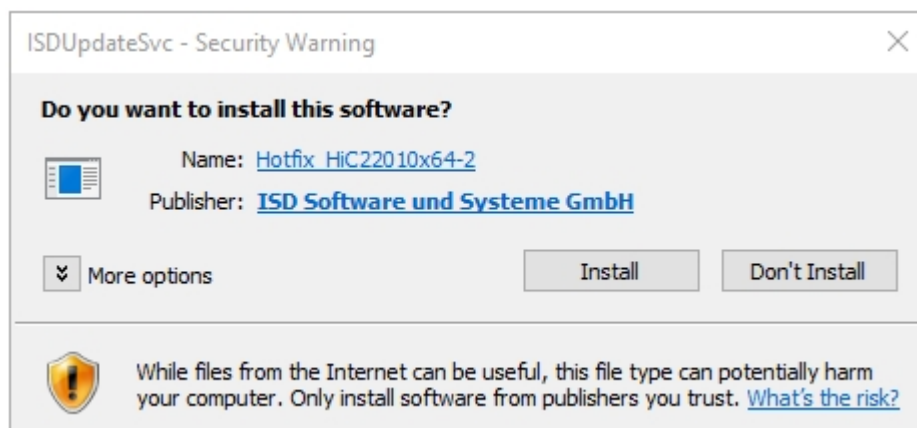 ISDUpdateSvc - Security Warning
Do you want to install this software?
Name: Hotfix HiC22010x64-2
Publisher: ISD Software und Systeme GmbH
More options
Install
Don't Install
While files from the Internet can be useful, this file type can potentially harm
your computer. Only install software from publishers you trust. What's the risk?